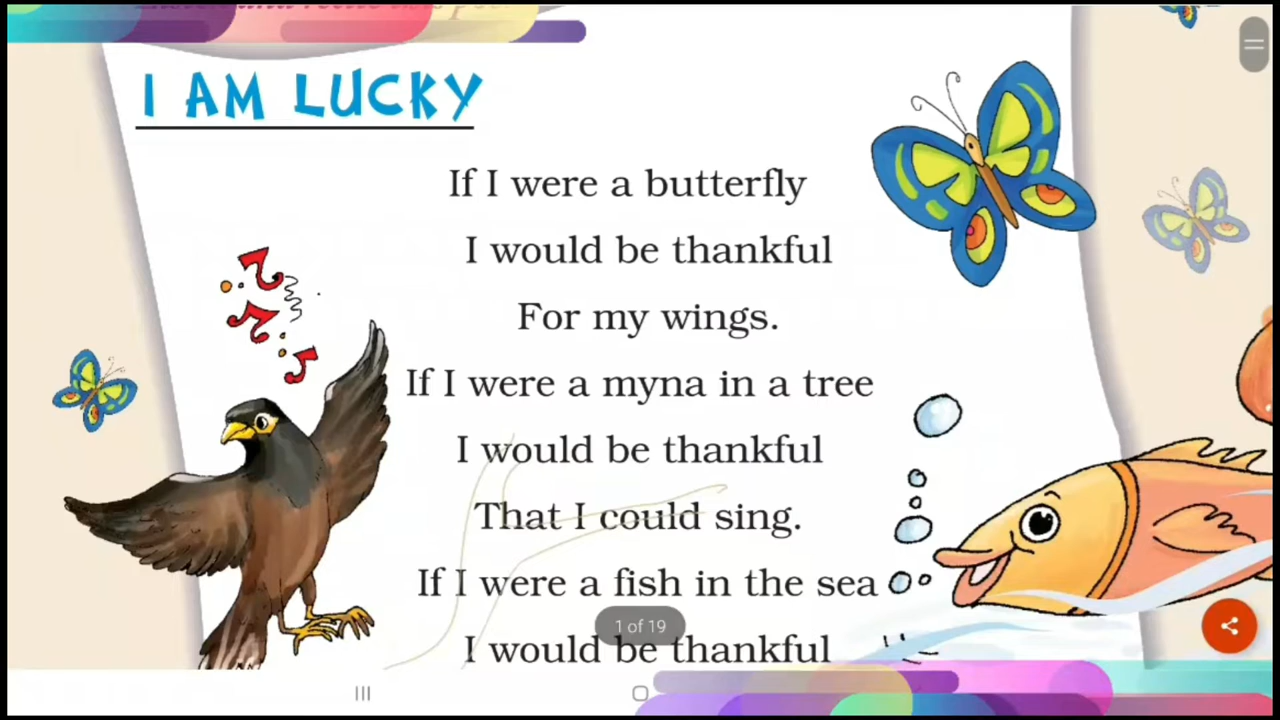 I AM LUCKY
If I were a butterfly
I would be thankful
For my wings.
If I were a myna in a tree
I would be thankful
That I could sing.
If I were a fish in the sea
1 of 19
I would be thankful